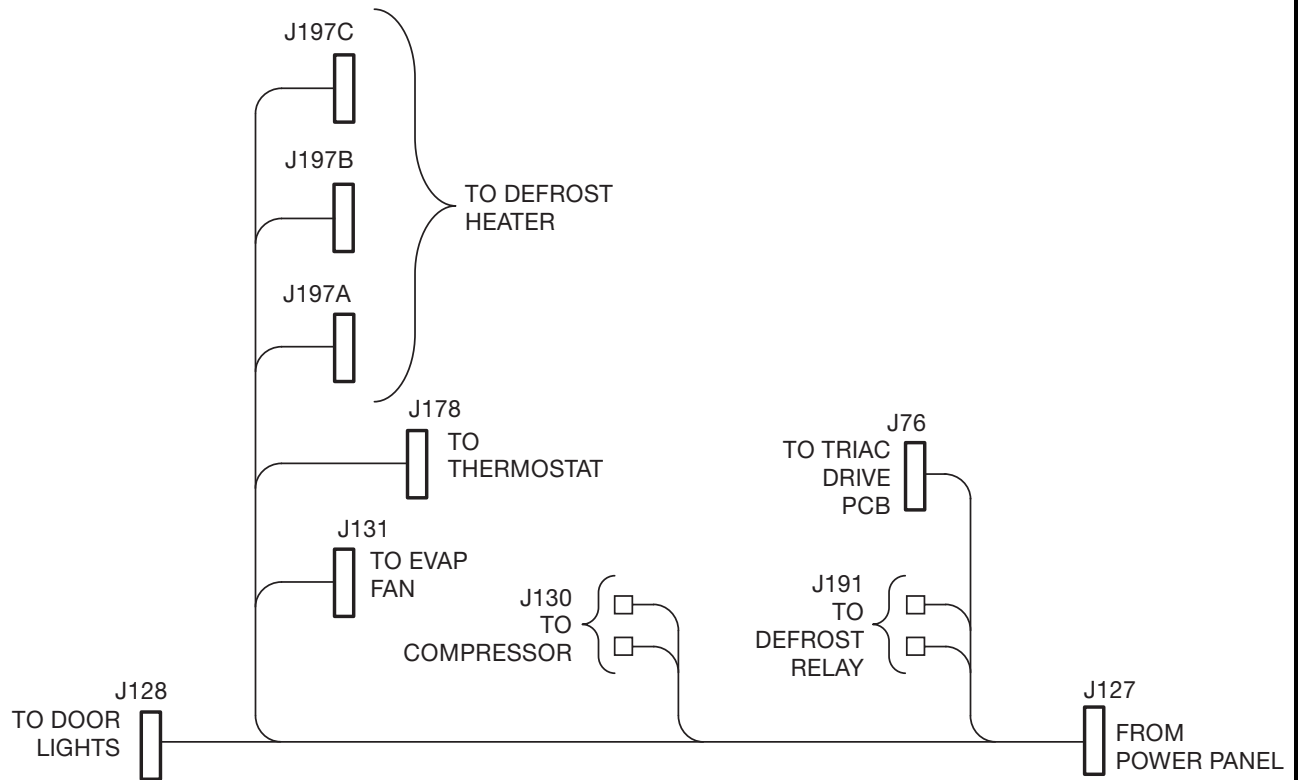 J197C
J197B
TO DEFROST
HEATER
J197A
J178
TO
THERMOSTAT
J76
TO TRIAC
DRIVE
PCB
J131
TO EVAP
FAN
J130
TO
COMPRESSOR
J191
TO
DEFROST
RELAY
J128
TO DOOR
LIGHTS
J127
FROM
POWER PANEL